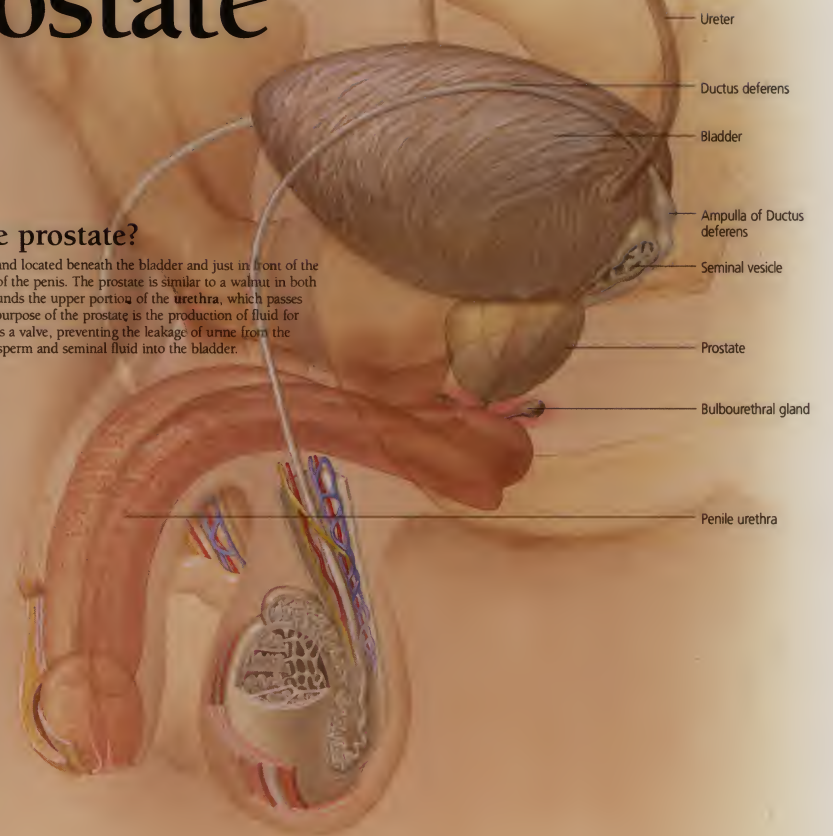 ostate
Ureter
Ductus deferens
Bladder
Ampulla of Ductus
deferens
Seminal vesicle
Prostate
Bulbourethral gland
Penile urethra
e prostate?
and located beneath the bladder and just in front of the
of the penis. The prostate is similar to a walnut in both
unds the upper portion of the urethra, which passes
urpose of the prostate is the production of fluid for
s a valve, preventing the leakage of urine from the
sperm and seminal fluid into the bladder.